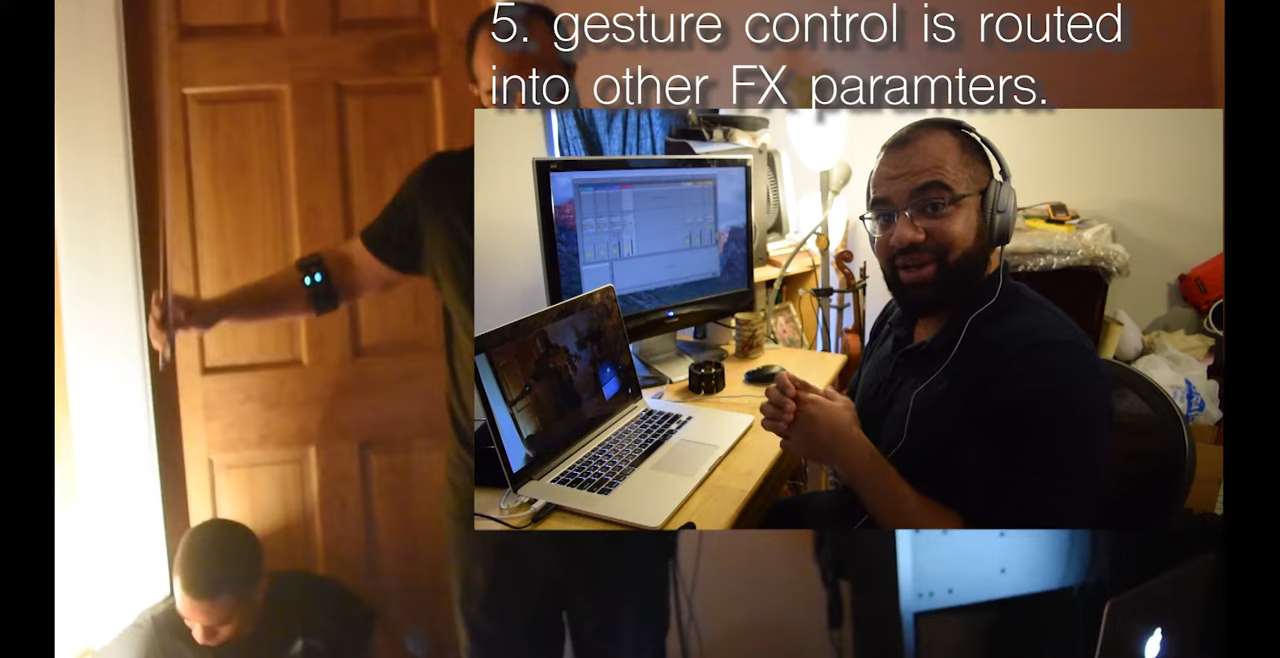 5. gesture control is routed
into other FX paramters.